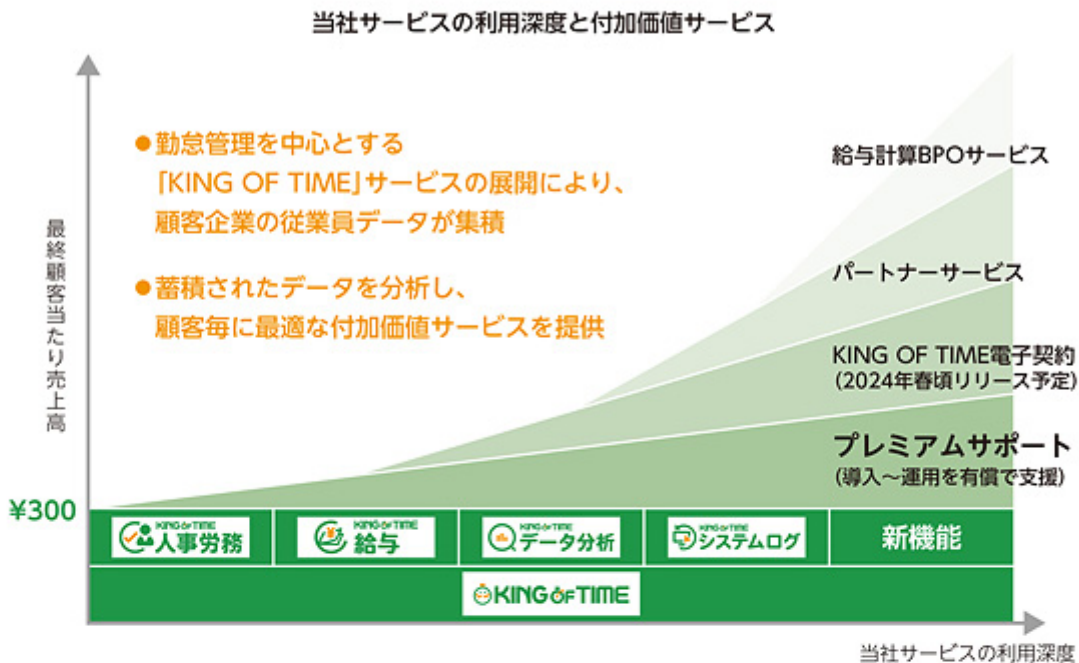 当社サービスの利用深度と付加価値サービス
●勤怠管理を中心とする
「KING OF TIME」サービスの展開により、
顧客企業の従業員データが集積
●蓄積されたデータを分析し、
顧客毎に最適な付加価値サービスを提供
最終顧客当たり売上高
給与計算BPOサービス
パートナーサービス
KING OF TIME電子契約
(2024年春頃リリース予定)
プレミアムサポート
(導入～運用を有償で支援)
¥300
KING OF TIME
人事労務
KING OF TIME
給与
KING OF TIME
データ分析
KING OF TIME
システムログ
新機能
KING OF TIME
当社サービスの利用深度